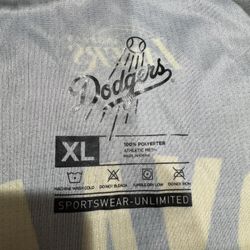 Dodgers
XL
100% POLYESTER
ATHLETIC MESH
MACHINE WASH COLD
DO NOT BLEACH
TUMBLE DRY LOW
DO NOT IRON
SPORTSWEAR-UNLIMITED